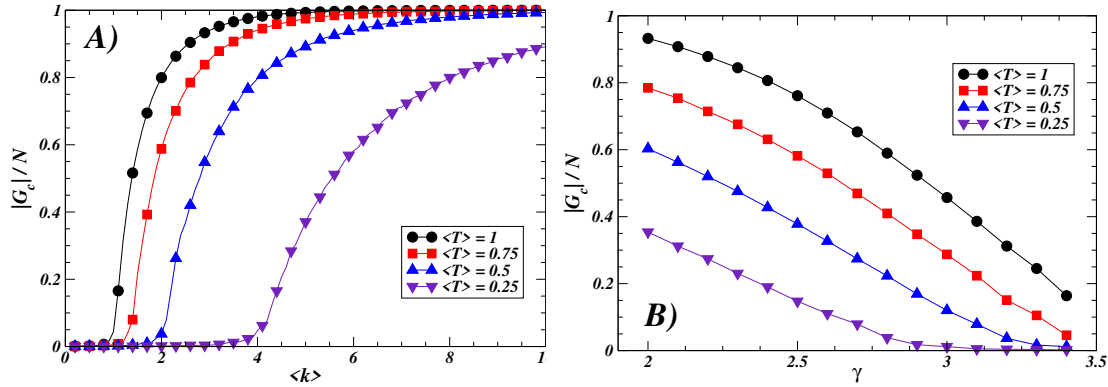 A)
|G_c| / N
1
0.8
0.6
0.4
0.2
0
0 2 4 6 8 1
<k>
<T> = 1
<T> = 0.75
<T> = 0.5
<T> = 0.25
B)
|G_c| / N
1
0.8
0.6
0.4
0.2
0
2 2.5 3 3.5
γ
<T> = 1
<T> = 0.75
<T> = 0.5
<T> = 0.25